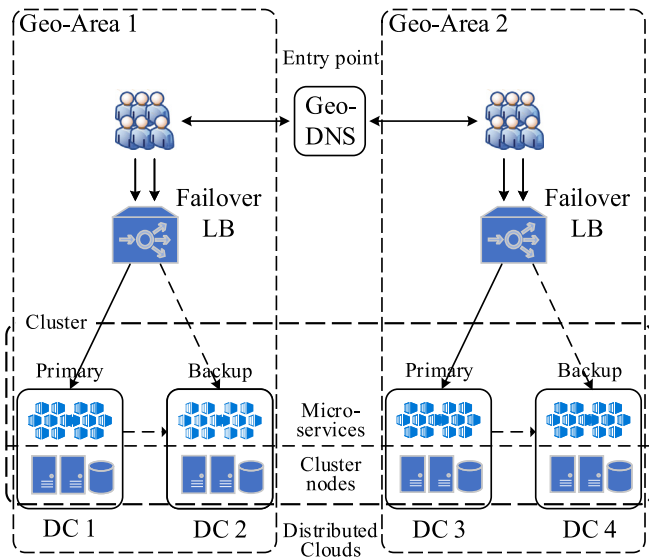 Geo-Area 1
Geo-Area 2
Entry point
Geo-
DNS
Failover
LB
Failover
LB
Cluster
Primary
Backup
Primary
Backup
Micro-
services
Cluster
nodes
DC 1
DC 2
Distributed
Clouds
DC 3
DC 4